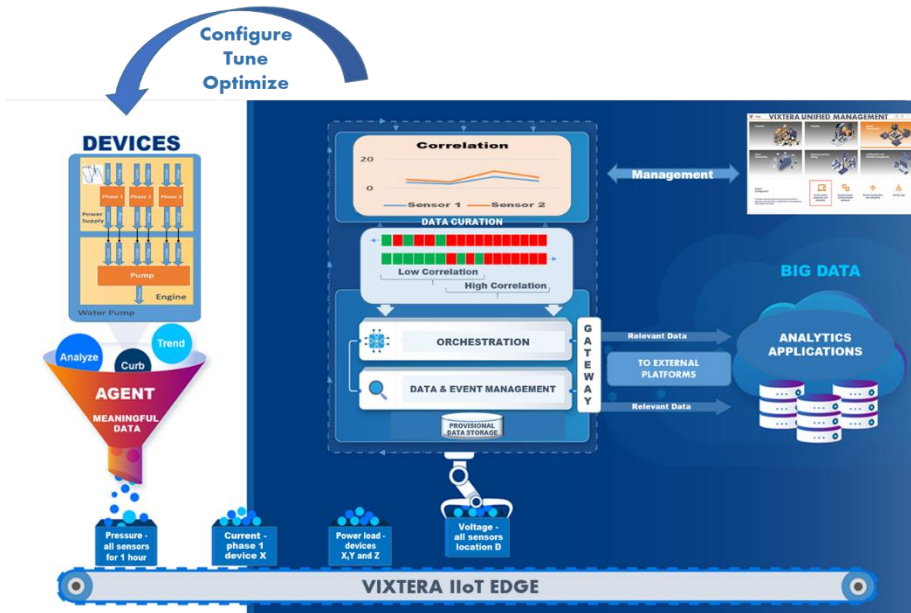 Configure
Tune
Optimize
DEVICES
Phase 1
Phase 2
Phase 3
Power
Supply
Pump
Engine
Water Pump
Analyze
Curb
Trend
AGENT
MEANINGFUL
DATA
Correlation
20
0
Sensor 1
Sensor 2
DATA CURATION
Low Correlation
High Correlation
ORCHESTRATION
DATA & EVENT MANAGEMENT
PROVISIONAL
DATA STORAGE
GATEWAY
Management
VIXTERA UNIFIED MANAGEMENT
BIG DATA
ANALYTICS
APPLICATIONS
Relevant Data
TO EXTERNAL
PLATFORMS
Relevant Data
Pressure -
all sensors
for 1 hour
Current -
phase 1
device X
Power load -
devices
X,Y and Z
Voltage -
all sensors
location D
VIXTERA IIoT EDGE